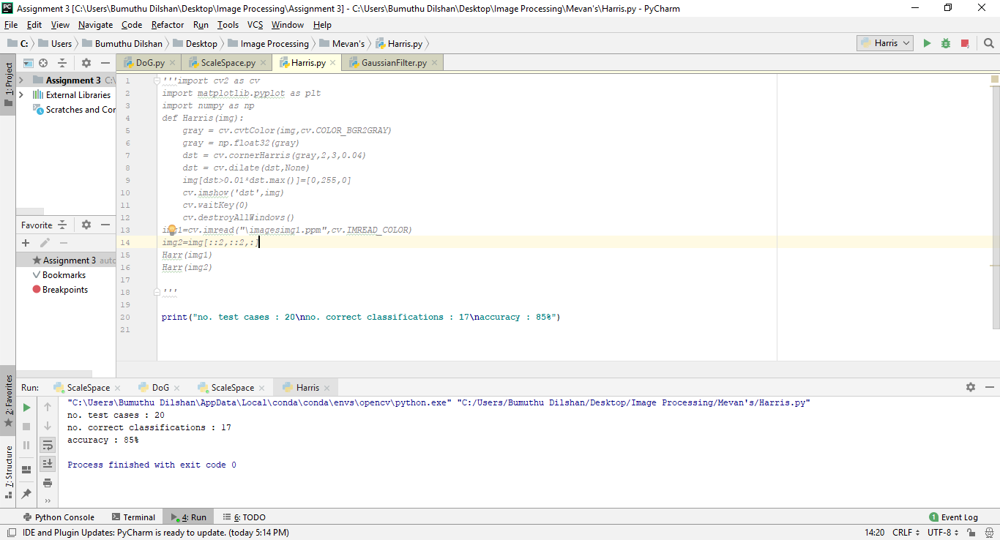 Assignment 3 [C:\Users\Bumuthu Dilshan\Desktop\Image Processing\Assignment 3] - C:\Users\Bumuthu Dilshan\Desktop\Image Processing\Mevan's\Harris.py - PyCharm
File Edit View Navigate Code Refactor Run Tools VCS Window Help
C: Users Bumuthu Dilshan Desktop Image Processing Mevan's Harris.py Harris
1: Project
DoG.py ScaleSpace.py Harris.py GaussianFilter.py
Assignment 3 C:\
External Libraries
Scratches and Cor
Favorite
Assignment 3 auto
Bookmarks
Breakpoints
1 '''import cv2 as cv
2 import matplotlib.pyplot as plt
3 import numpy as np
4 def Harris(img):
5 gray = cv.cvtColor(img,cv.COLOR_BGR2GRAY)
6 gray = np.float32(gray)
7 dst = cv.cornerHarris(gray,2,3,0.04)
8 dst = cv.dilate(dst,None)
9 img[dst>0.01*dst.max()]=[0,255,0]
10 cv.imshow('dst',img)
11 cv.waitKey(0)
12 cv.destroyAllWindows()
13 img1=cv.imread("\imagesimg1.ppm",cv.IMREAD_COLOR)
14 img2=img[::2,::2,:]
15 Harr(img1)
16 Harr(img2)
17
18 '''
19
20 print("no. test cases : 20\nno. correct classifications : 17\naccuracy : 85%")
21
2: Favorites
7: Structure
Run: ScaleSpace DoG ScaleSpace Harris
"C:\Users\Bumuthu Dilshan\AppData\Local\conda\conda\envs\opencv\python.exe" "C:/Users/Bumuthu Dilshan/Desktop/Image Processing/Mevan's/Harris.py"
no. test cases : 20
no. correct classifications : 17
accuracy : 85%
Process finished with exit code 0
Python Console Terminal 4: Run 6: TODO 1 Event Log
IDE and Plugin Updates: PyCharm is ready to update. (today 5:14 PM) 14:20 CRLF UTF-8